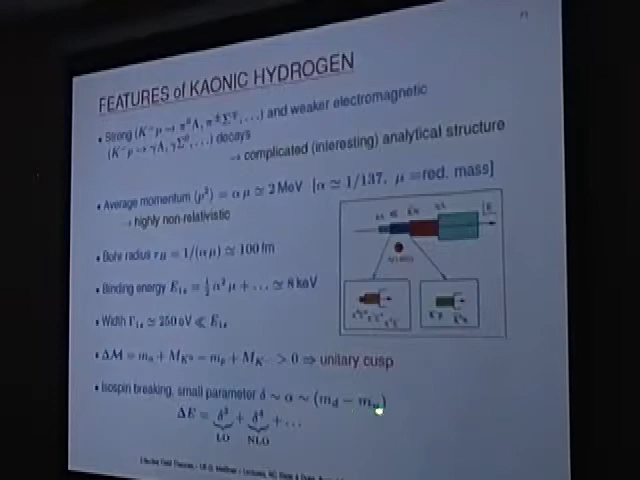 FEATURES of KAONIC HYDROGEN
• Strong (K⁻p → π⁰Λ, π±Σ∓, ...) and weaker electromagnetic
(K⁻p → γΛ, γΣ⁰, ...) decays
→ complicated (interesting) analytical structure
• Average momentum ⟨p²⟩ = αμ ≃ 2 MeV [α ≃ 1/137, μ = red. mass]
→ highly non-relativistic
• Bohr radius r_B = 1/(αμ) ≃ 100 fm
• Binding energy E₁ₛ = ½α²μ + ... ≃ 8 keV
• Width Γ₁ₛ ≃ 250 eV ≪ E₁ₛ
• ΔM = mₙ + M_K⁰ − m_p + M_K⁻ > 0 ⇒ unitary cusp
• Isospin breaking, small parameter δ ~ α ~ (m_d − m_u)
ΔE = δ³ + δ⁴ + ...
LO NLO